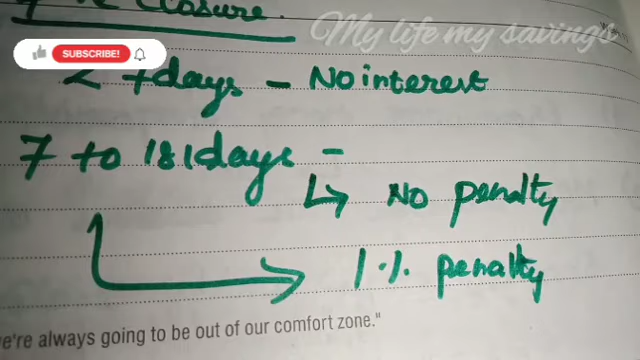 My life my savings
closure.
SUBSCRIBE!
< 7days - No interest
7 to 181days -
↳ No penalty
1 % penalty
e're always going to be out of our comfort zone."